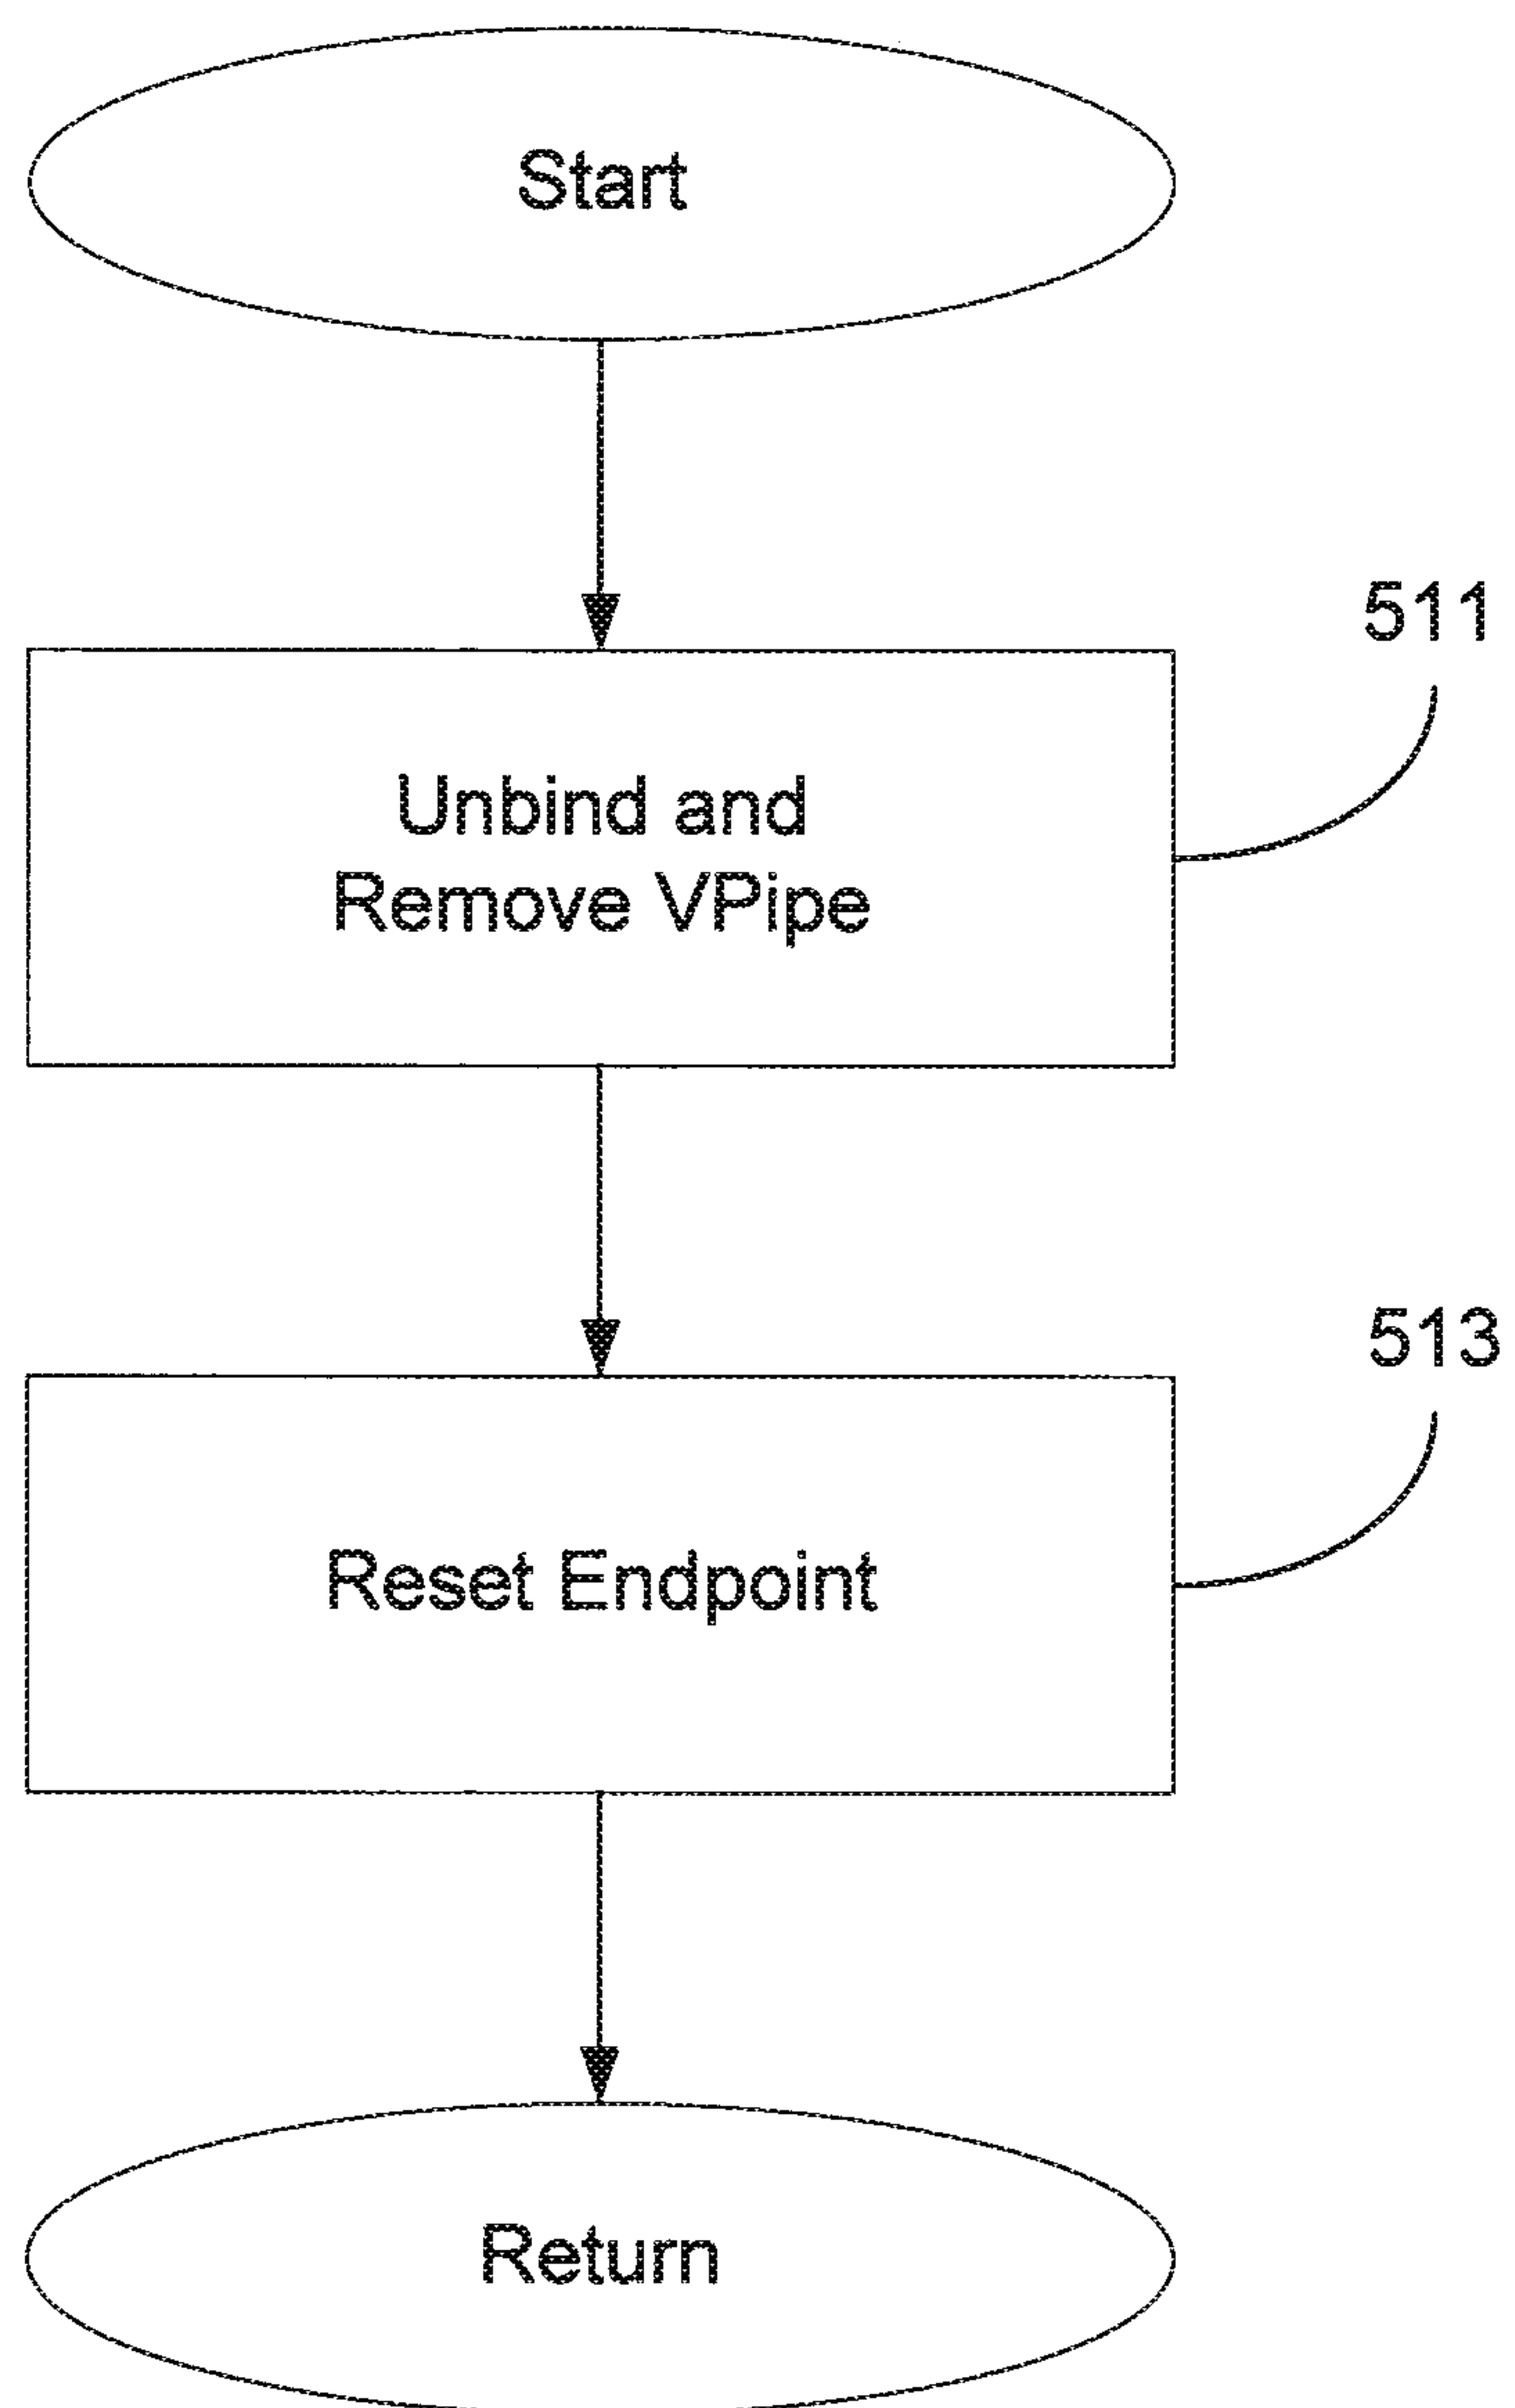 Start
511
Unbind and
Remove VPipe
513
Reset Endpoint
Return